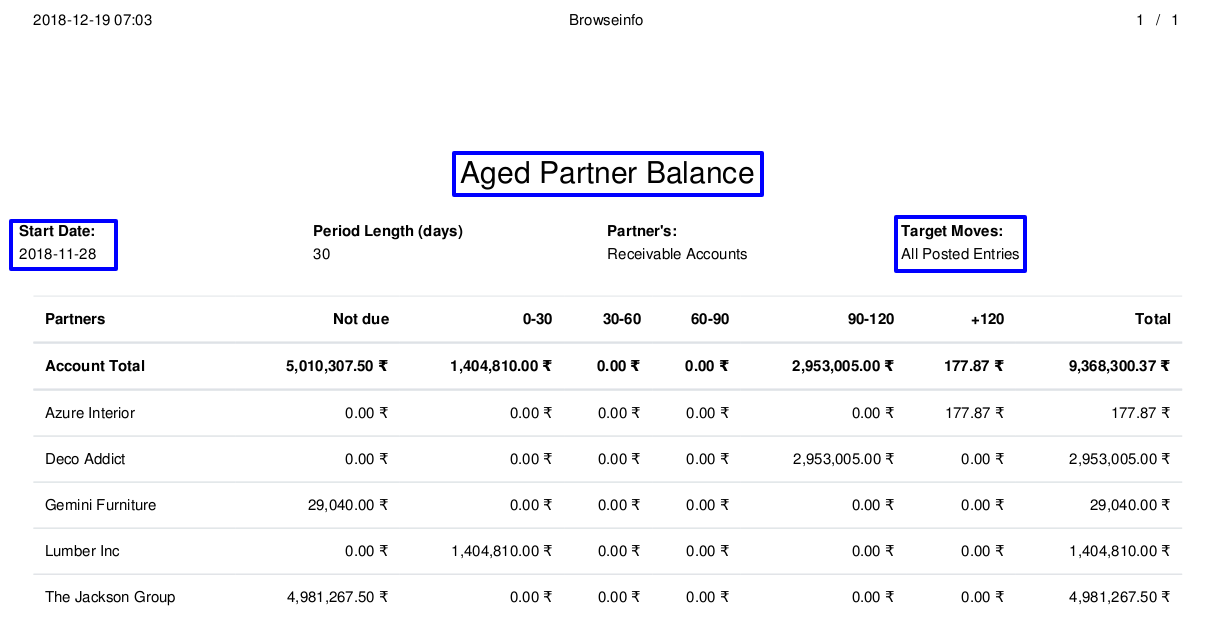 2018-12-19 07:03 Browseinfo 1 / 1
Aged Partner Balance
Start Date: Period Length (days) Partner's: Target Moves:
2018-11-28 30 Receivable Accounts All Posted Entries
Partners Not due 0-30 30-60 60-90 90-120 +120 Total
Account Total 5,010,307.50 ₹ 1,404,810.00 ₹ 0.00 ₹ 0.00 ₹ 2,953,005.00 ₹ 177.87 ₹ 9,368,300.37 ₹
Azure Interior 0.00 ₹ 0.00 ₹ 0.00 ₹ 0.00 ₹ 0.00 ₹ 177.87 ₹ 177.87 ₹
Deco Addict 0.00 ₹ 0.00 ₹ 0.00 ₹ 0.00 ₹ 2,953,005.00 ₹ 0.00 ₹ 2,953,005.00 ₹
Gemini Furniture 29,040.00 ₹ 0.00 ₹ 0.00 ₹ 0.00 ₹ 0.00 ₹ 0.00 ₹ 29,040.00 ₹
Lumber Inc 0.00 ₹ 1,404,810.00 ₹ 0.00 ₹ 0.00 ₹ 0.00 ₹ 0.00 ₹ 1,404,810.00 ₹
The Jackson Group 4,981,267.50 ₹ 0.00 ₹ 0.00 ₹ 0.00 ₹ 0.00 ₹ 0.00 ₹ 4,981,267.50 ₹